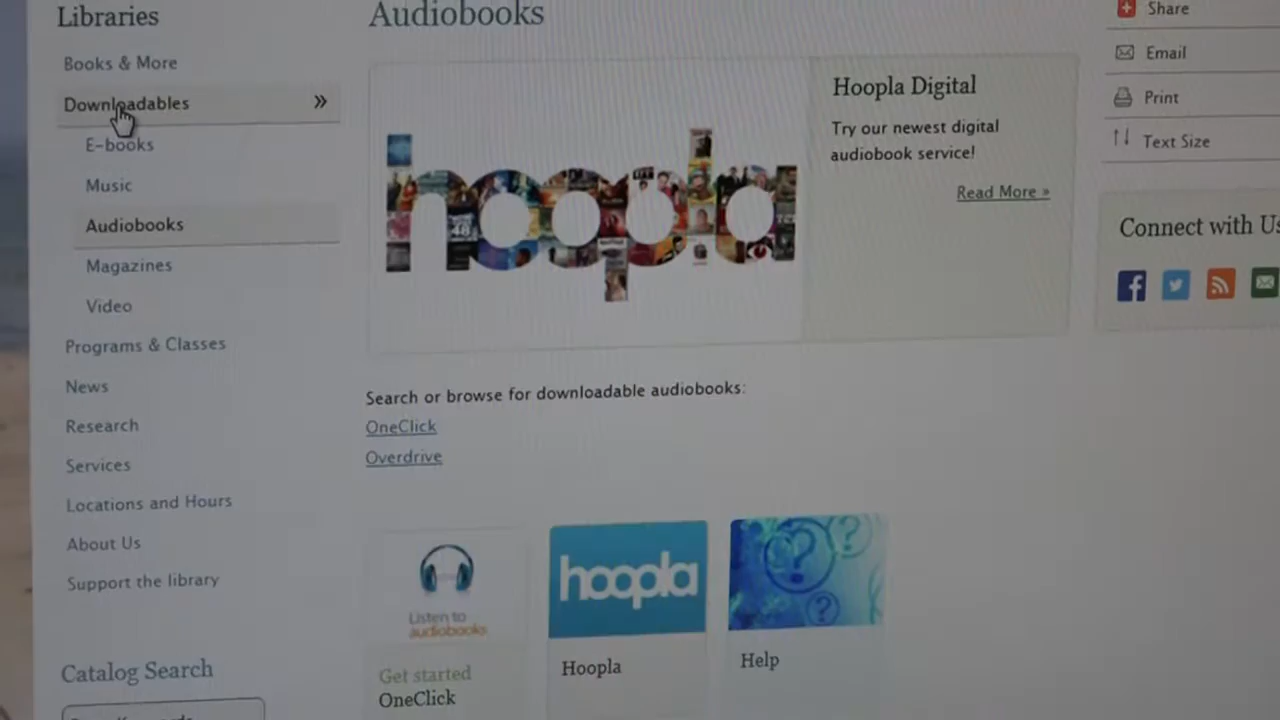 Libraries
Books & More
Downloadables »
E-books
Music
Audiobooks
Magazines
Video
Programs & Classes
News
Research
Services
Locations and Hours
About Us
Support the library
Catalog Search
Audiobooks
hoopla
Hoopla Digital
Try our newest digital
audiobook service!
Read More »
Search or browse for downloadable audiobooks:
OneClick
Overdrive
Listen to
audiobooks
Get started
OneClick
hoopla
Hoopla
Help
Share
Email
Print
Text Size
Connect with Us